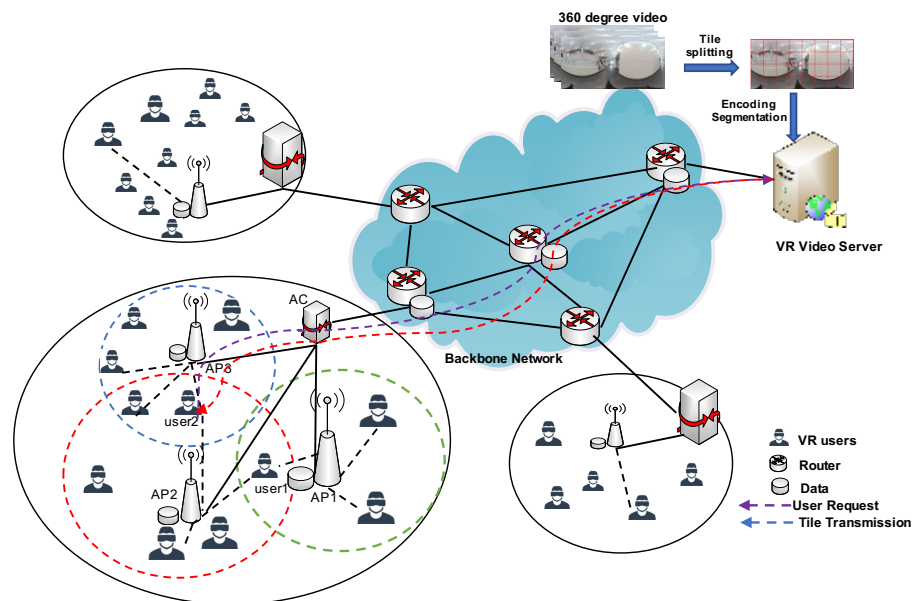 360 degree video
Tile
splitting
Encoding
Segmentation
VR Video Server
AC
Backbone Network
AP3
user2
AP2
user1
AP1
VR users
Router
Data
User Request
Tile Transmission